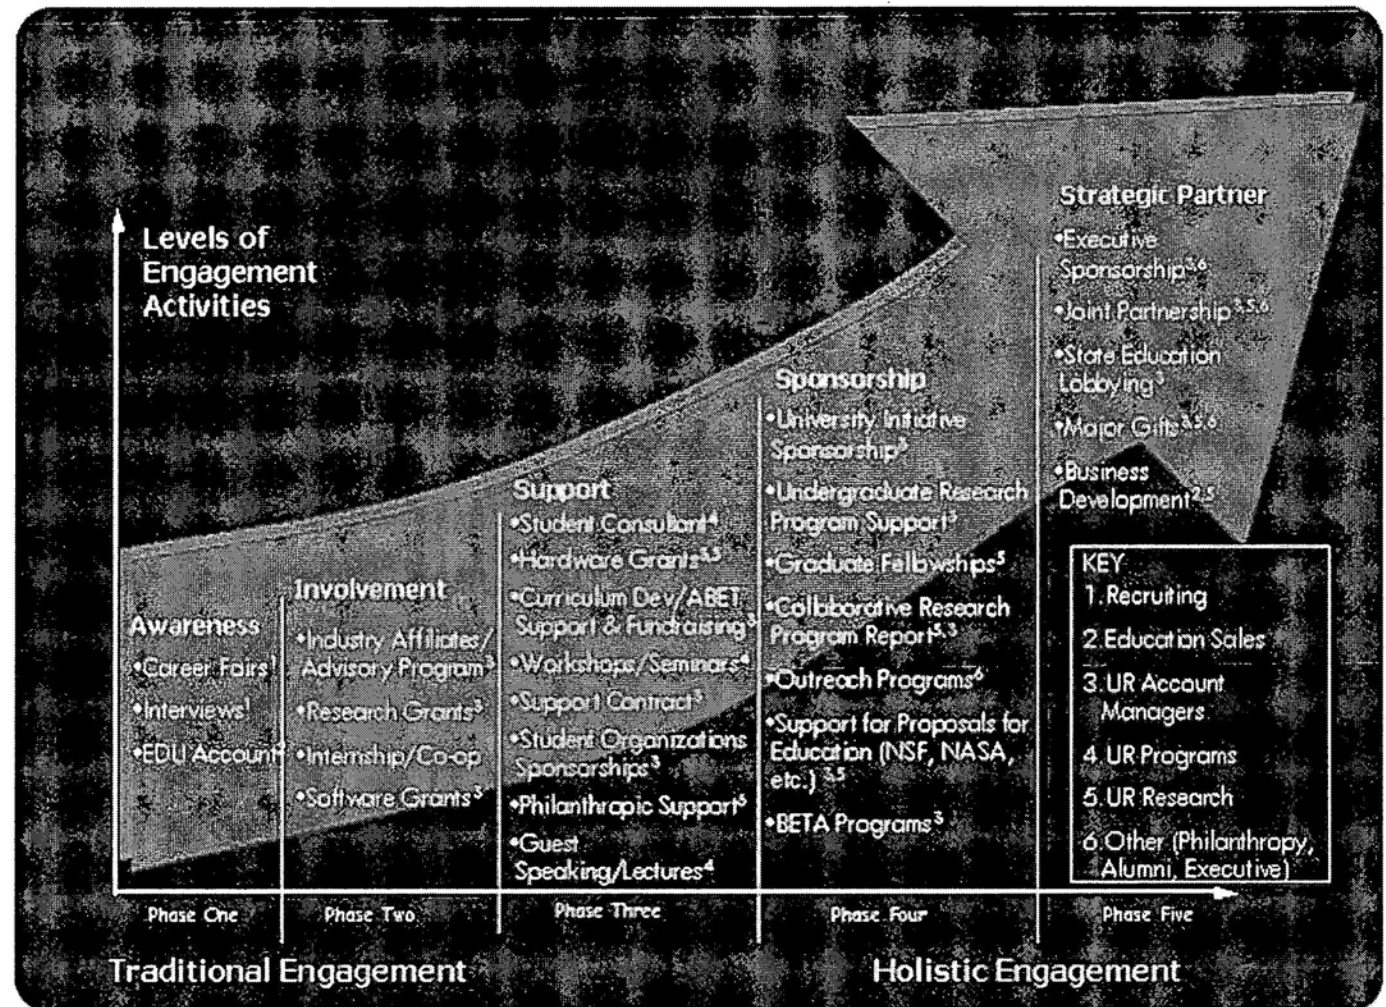 Levels of
Engagement
Activities
Awareness
•Career Fairs¹
•Interviews¹
•EDU Account
Involvement
•Industry Affiliates/
Advisory Program³
•Research Grants³
•Internship/Co-op
•Software Grants³
Support
•Student Consultant⁴
•Hardware Grants
•Curriculum Dev/ABET
Support & Fundraising³
•Workshops/Seminars⁴
•Support Contract³
•Student Organizations
Sponsorships³
•Philanthropic Support
•Guest
Speaking/Lectures⁴
Sponsorship
•University Initiative
Sponsorship
•Undergraduate Research
Program Support
•Graduate Fellowships⁵
•Collaborative Research
Program Report⁵,³
•Outreach Programs⁶
•Support for Proposals for
Education (NSF, NASA,
etc.) ³,⁵
•BETA Programs³
Strategic Partner
•Executive
Sponsorship³,⁶
•Joint Partnership³,⁵,⁶
•State Education
Lobbying³
•Major Gifts³,⁵,⁶
•Business
Development²,⁵
KEY
1.Recruiting
2.Education Sales
3.UR Account
Managers
4.UR Programs
5.UR Research
6.Other (Philanthropy,
Alumni, Executive)
Phase One
Phase Two
Phase Three
Phase Four
Phase Five
Traditional Engagement
Holistic Engagement